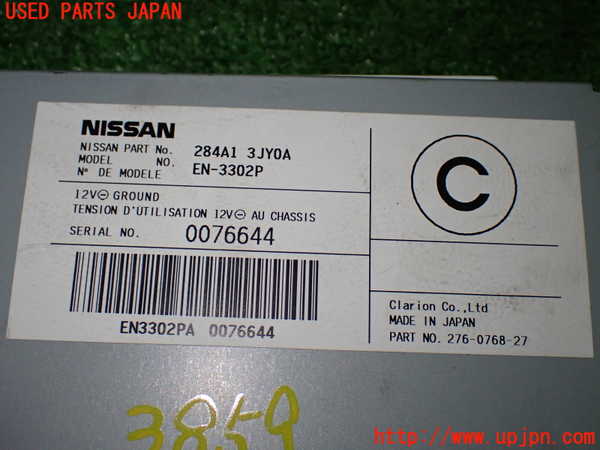 USED PARTS JAPAN
NISSAN
NISSAN PART No. 284A1 3JY0A
MODEL NO. EN-3302P
N° DE MODELE
12V⊖ GROUND
TENSION D'UTILISATION 12V⊖ AU CHASSIS
SERIAL NO. 0076644
EN3302PA 0076644
C
Clarion Co.,Ltd
MADE IN JAPAN
PART NO. 276-0768-27
3859
http://www.upjpn.com/